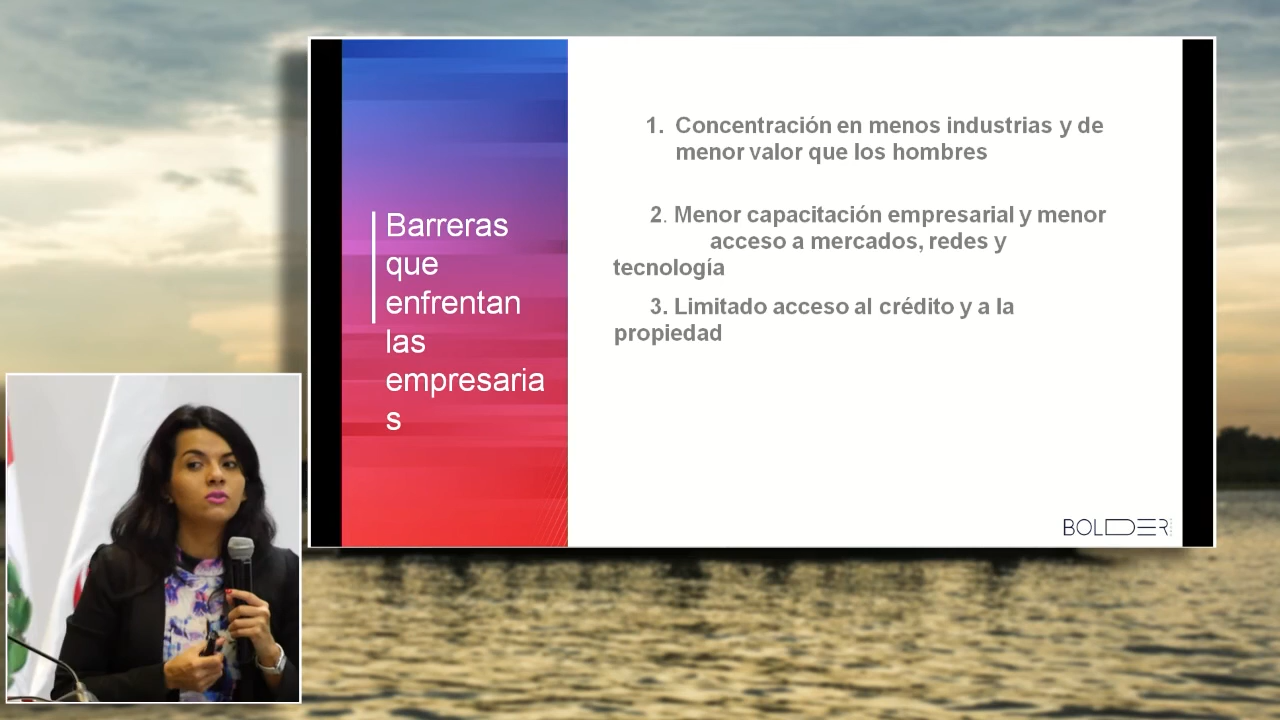 Barreras
que
enfrentan
las
empresaria
s
1. Concentración en menos industrias y de
menor valor que los hombres
2. Menor capacitación empresarial y menor
acceso a mercados, redes y
tecnología
3. Limitado acceso al crédito y a la
propiedad
BOLDER